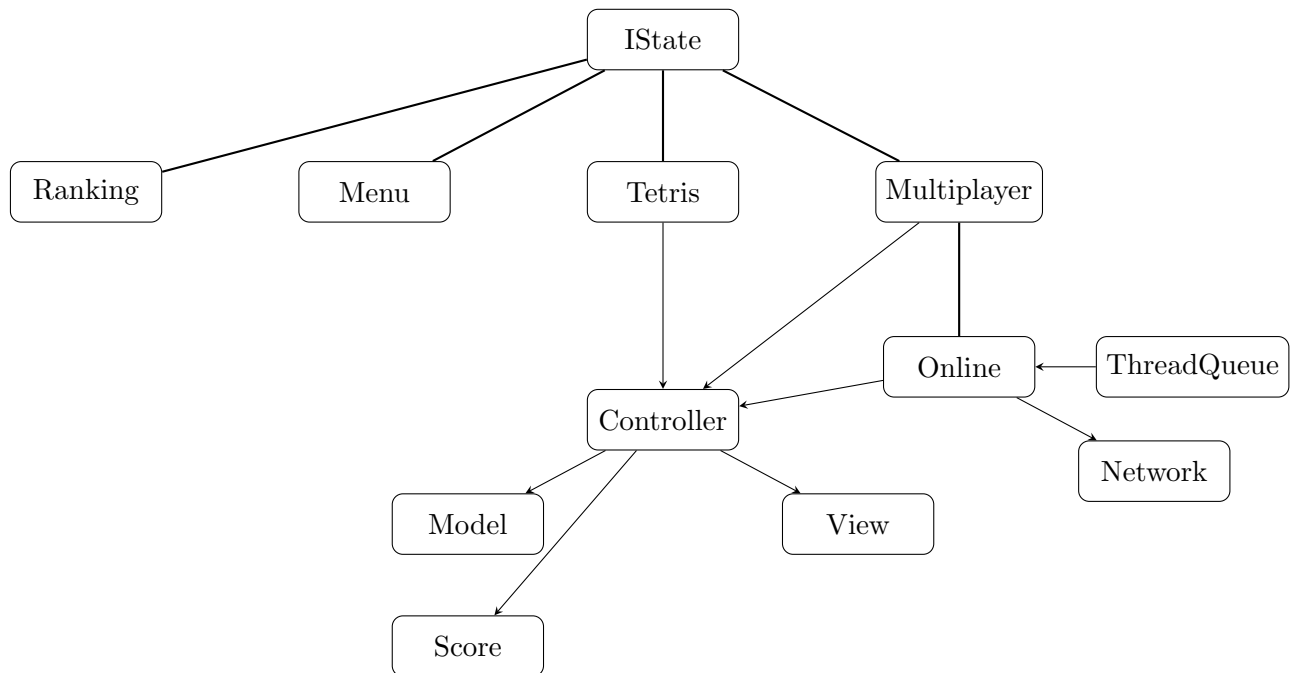 IState
Ranking
Menu
Tetris
Multiplayer
Online
ThreadQueue
Controller
Network
Model
View
Score